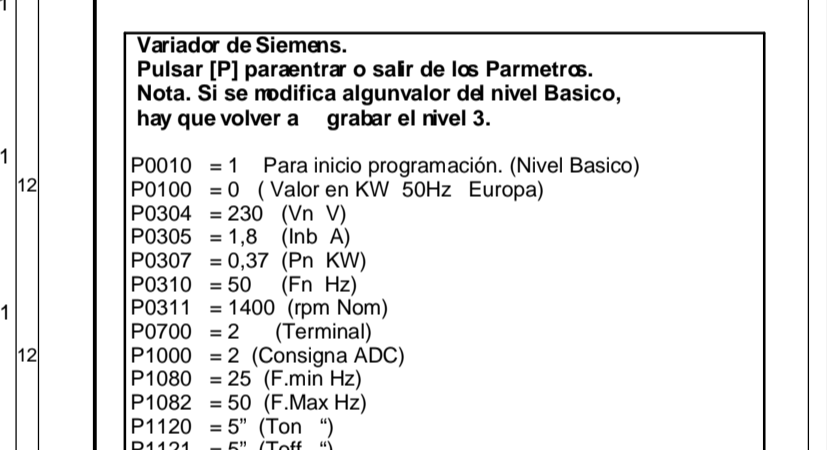 1
Variador de Siemens.
Pulsar [P] paraentrar o salir de los Parmetros.
Nota. Si se modifica algunvalor del nivel Basico,
hay que volver a grabar el nivel 3.
1
12
P0010 = 1 Para inicio programación. (Nivel Basico)
P0100 = 0 ( Valor en KW 50Hz Europa)
P0304 = 230 (Vn V)
P0305 = 1,8 (Inb A)
P0307 = 0,37 (Pn KW)
P0310 = 50 (Fn Hz)
1
P0311 = 1400 (rpm Nom)
P0700 = 2 (Terminal)
12
P1000 = 2 (Consigna ADC)
P1080 = 25 (F.min Hz)
P1082 = 50 (F.Max Hz)
P1120 = 5” (Ton “)
P1121 = 5” (Toff “)